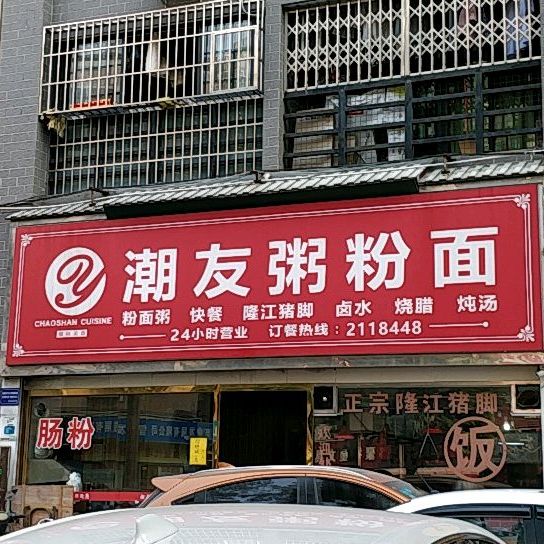 潮友粥粉面
CHAOSHAN CUISINE
粉面粥 快餐 隆江猪脚 卤水 烧腊 炖汤
24小时营业 订餐热线：2118448
肠粉
正宗隆江猪脚
饭